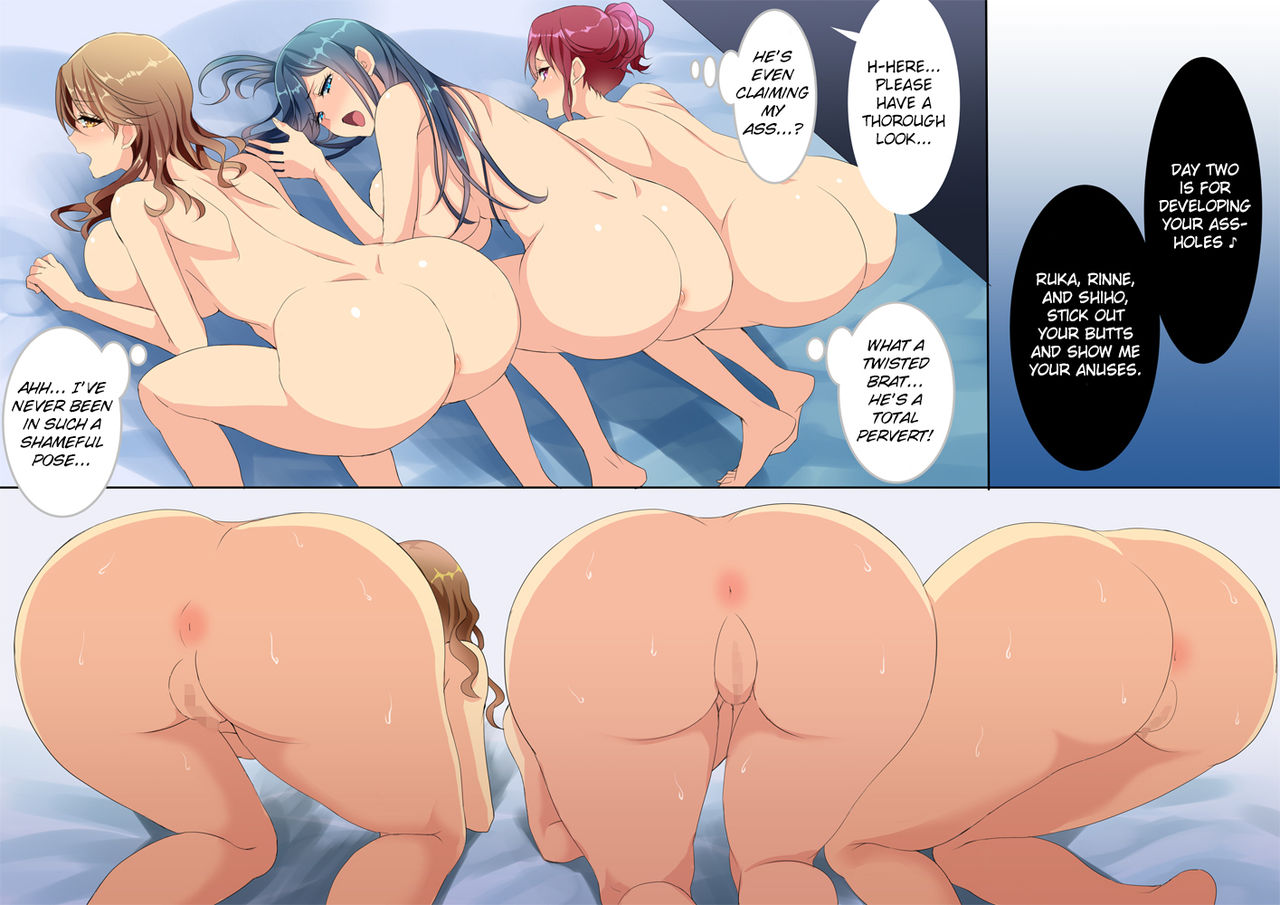 DAY TWO
IS FOR
DEVELOPING
YOUR ASS-
HOLES ♪
RUKA, RINNE,
AND SHIHO,
STICK OUT
YOUR BUTTS
AND SHOW ME
YOUR ANUSES.
H-HERE...
PLEASE
HAVE A
THOROUGH
LOOK...
HE'S
EVEN
CLAIMING
MY
ASS...?
WHAT A
TWISTED
BRAT...
HE'S A
TOTAL
PERVERT!
AHH... I'VE
NEVER BEEN
IN SUCH A
SHAMEFUL
POSE...